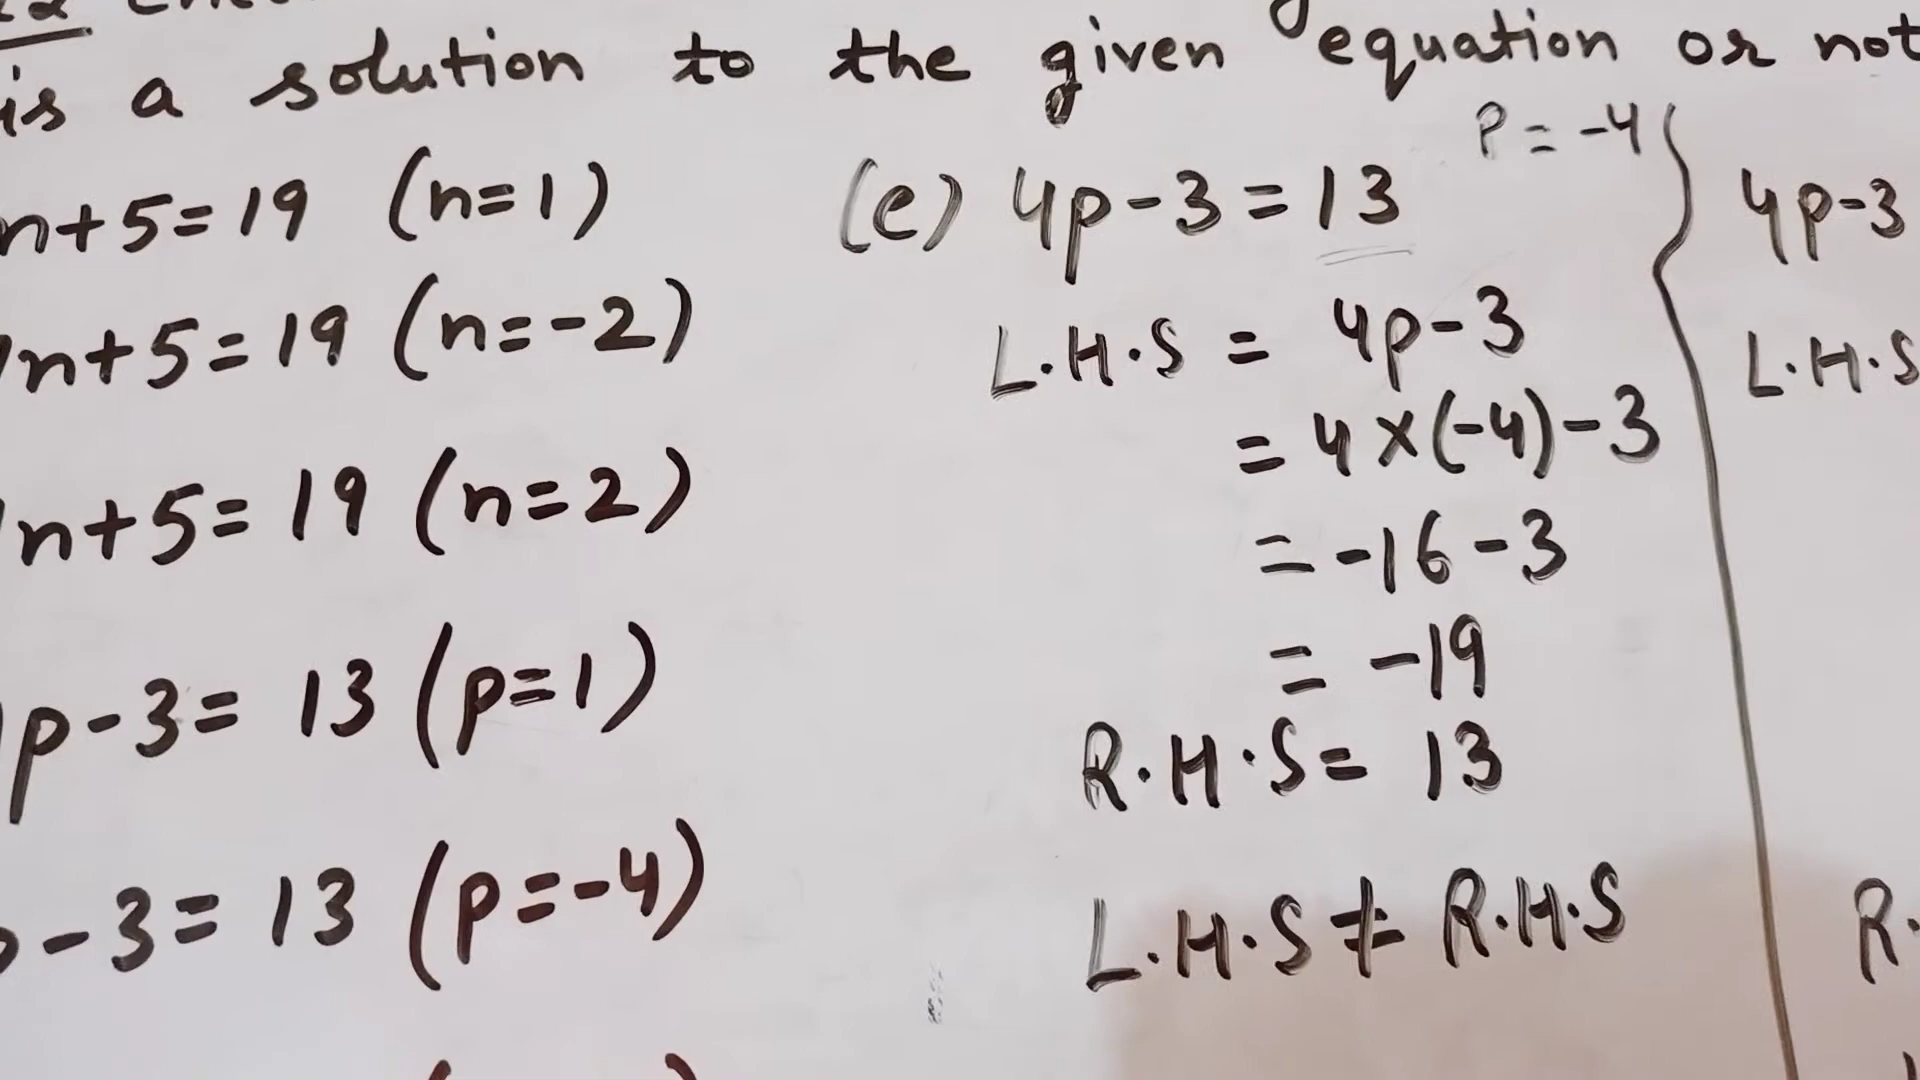 is a solution to the given equation or not
n+5=19 (n=1)
n+5=19 (n=-2)
n+5=19 (n=2)
p-3=13 (p=1)
-3=13 (p=-4)
(e) 4p-3=13
P=-4
L.H.S = 4p-3
=4×(-4)-3
=-16-3
=-19
R.H.S=13
L.H.S≠R.H.S
4p-3
L.H.S
R.